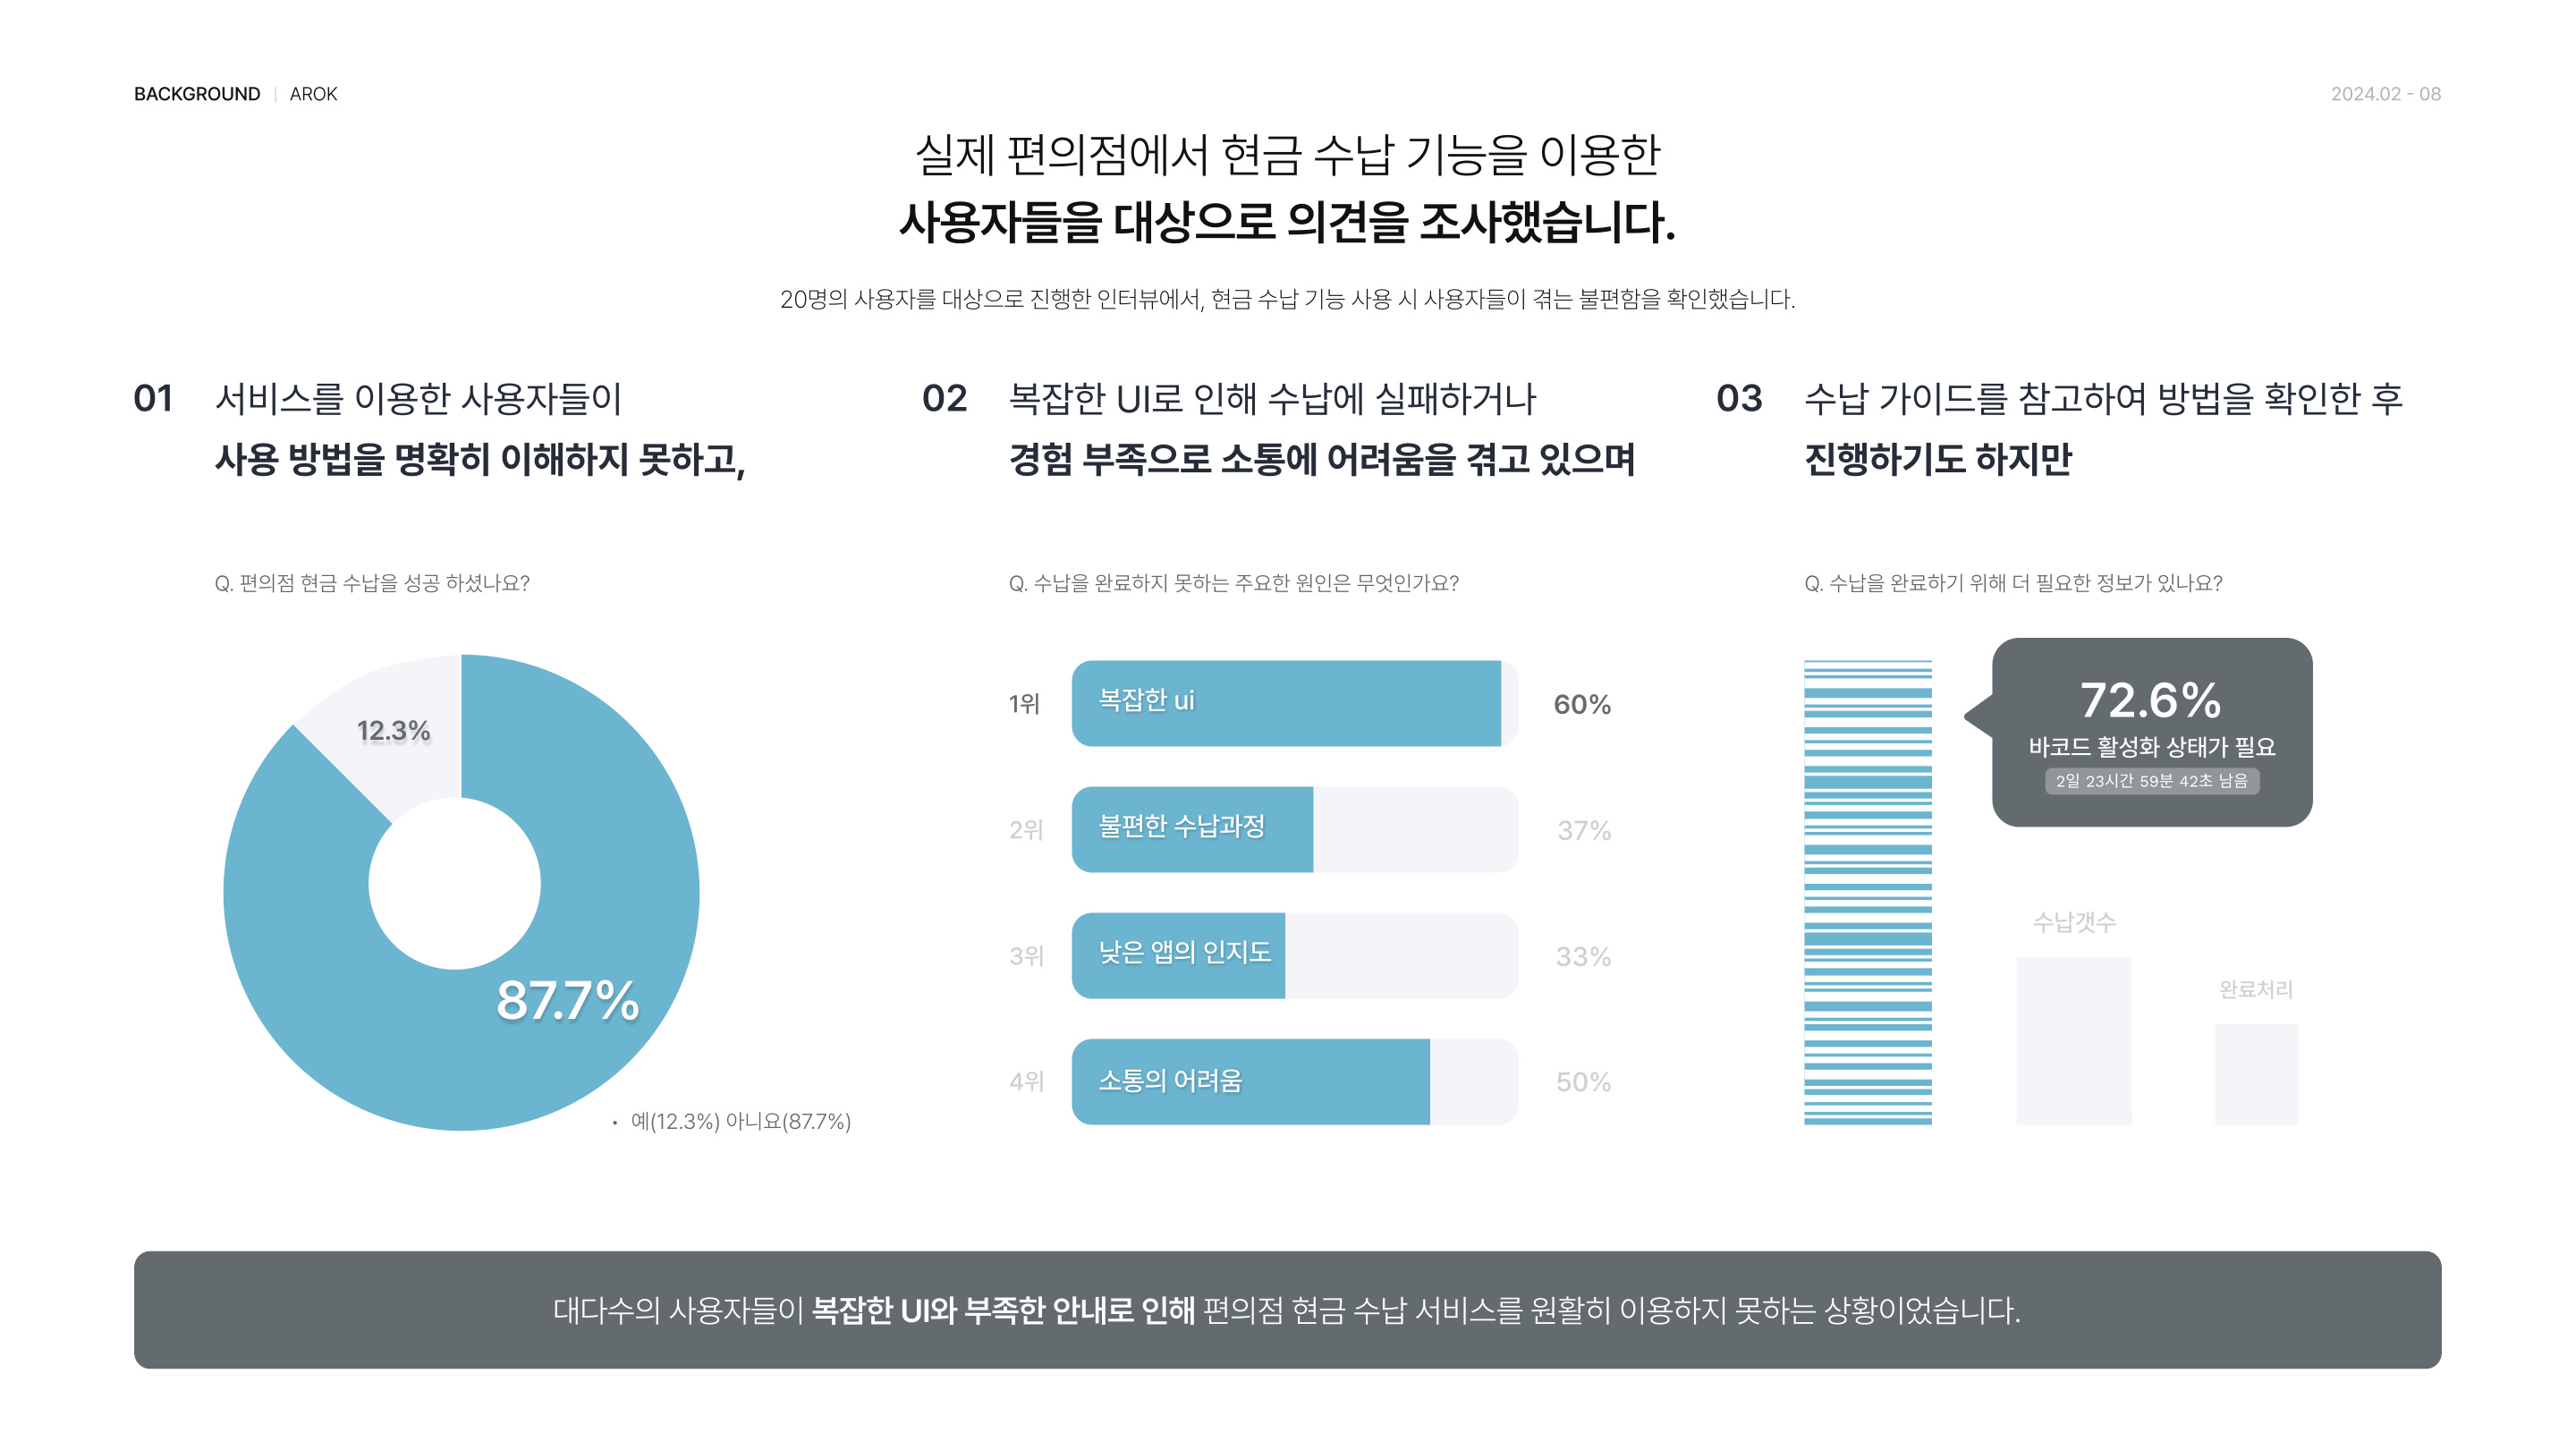 BACKGROUND | AROK
2024.02 - 08
실제 편의점에서 현금 수납 기능을 이용한
사용자들을 대상으로 의견을 조사했습니다.
20명의 사용자를 대상으로 진행한 인터뷰에서, 현금 수납 기능 사용 시 사용자들이 겪는 불편함을 확인했습니다.
01 서비스를 이용한 사용자들이
사용 방법을 명확히 이해하지 못하고,
Q. 편의점 현금 수납을 성공 하셨나요?
12.3%
87.7%
• 예(12.3%) 아니요(87.7%)
02 복잡한 UI로 인해 수납에 실패하거나
경험 부족으로 소통에 어려움을 겪고 있으며
Q. 수납을 완료하지 못하는 주요한 원인은 무엇인가요?
1위 복잡한 ui 60%
2위 불편한 수납과정 37%
3위 낮은 앱의 인지도 33%
4위 소통의 어려움 50%
03 수납 가이드를 참고하여 방법을 확인한 후
진행하기도 하지만
Q. 수납을 완료하기 위해 더 필요한 정보가 있나요?
72.6%
바코드 활성화 상태가 필요
2일 23시간 59분 42초 남음
수납갯수
완료처리
대다수의 사용자들이 복잡한 UI와 부족한 안내로 인해 편의점 현금 수납 서비스를 원활히 이용하지 못하는 상황이었습니다.